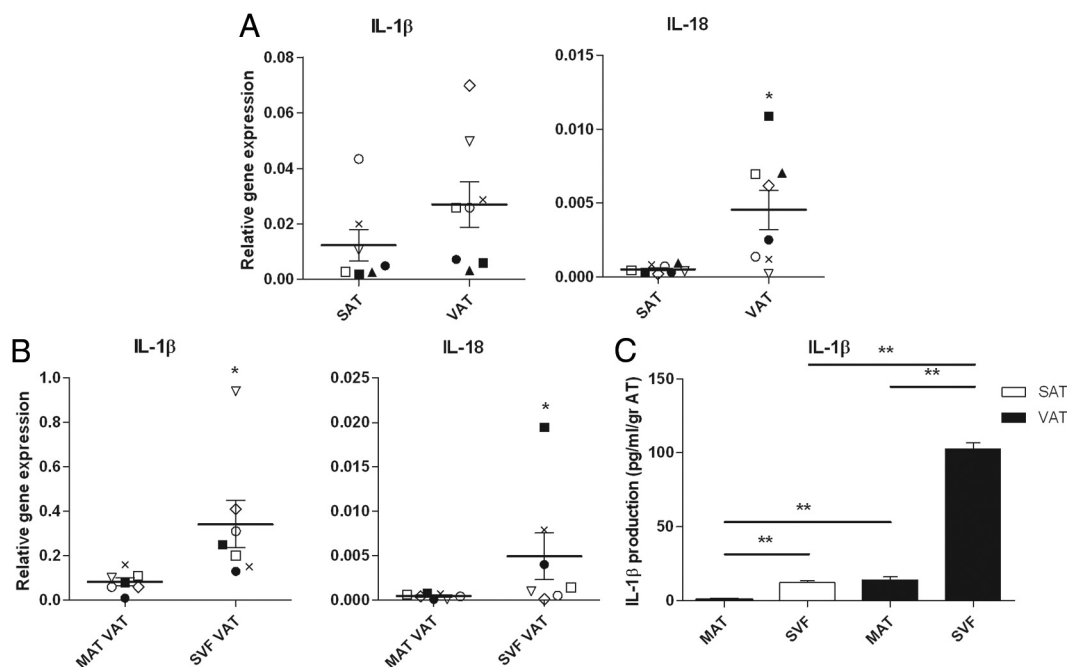 A
IL-1β
IL-18
Relative gene expression
0.08
0.06
0.04
0.02
0.00
SAT
VAT
0.015
*
0.010
0.005
0.000
SAT
VAT
B
IL-1β
IL-18
Relative gene expression
1.0
0.8
0.6
0.4
0.2
0.0
*
MAT VAT
SVF VAT
0.025
0.020
0.015
0.010
0.005
0.000
*
MAT VAT
SVF VAT
C
IL-1β
IL-1β production (pg/ml/gr AT)
150
100
50
0
**
**
**
**
SAT
VAT
MAT
SVF
MAT
SVF